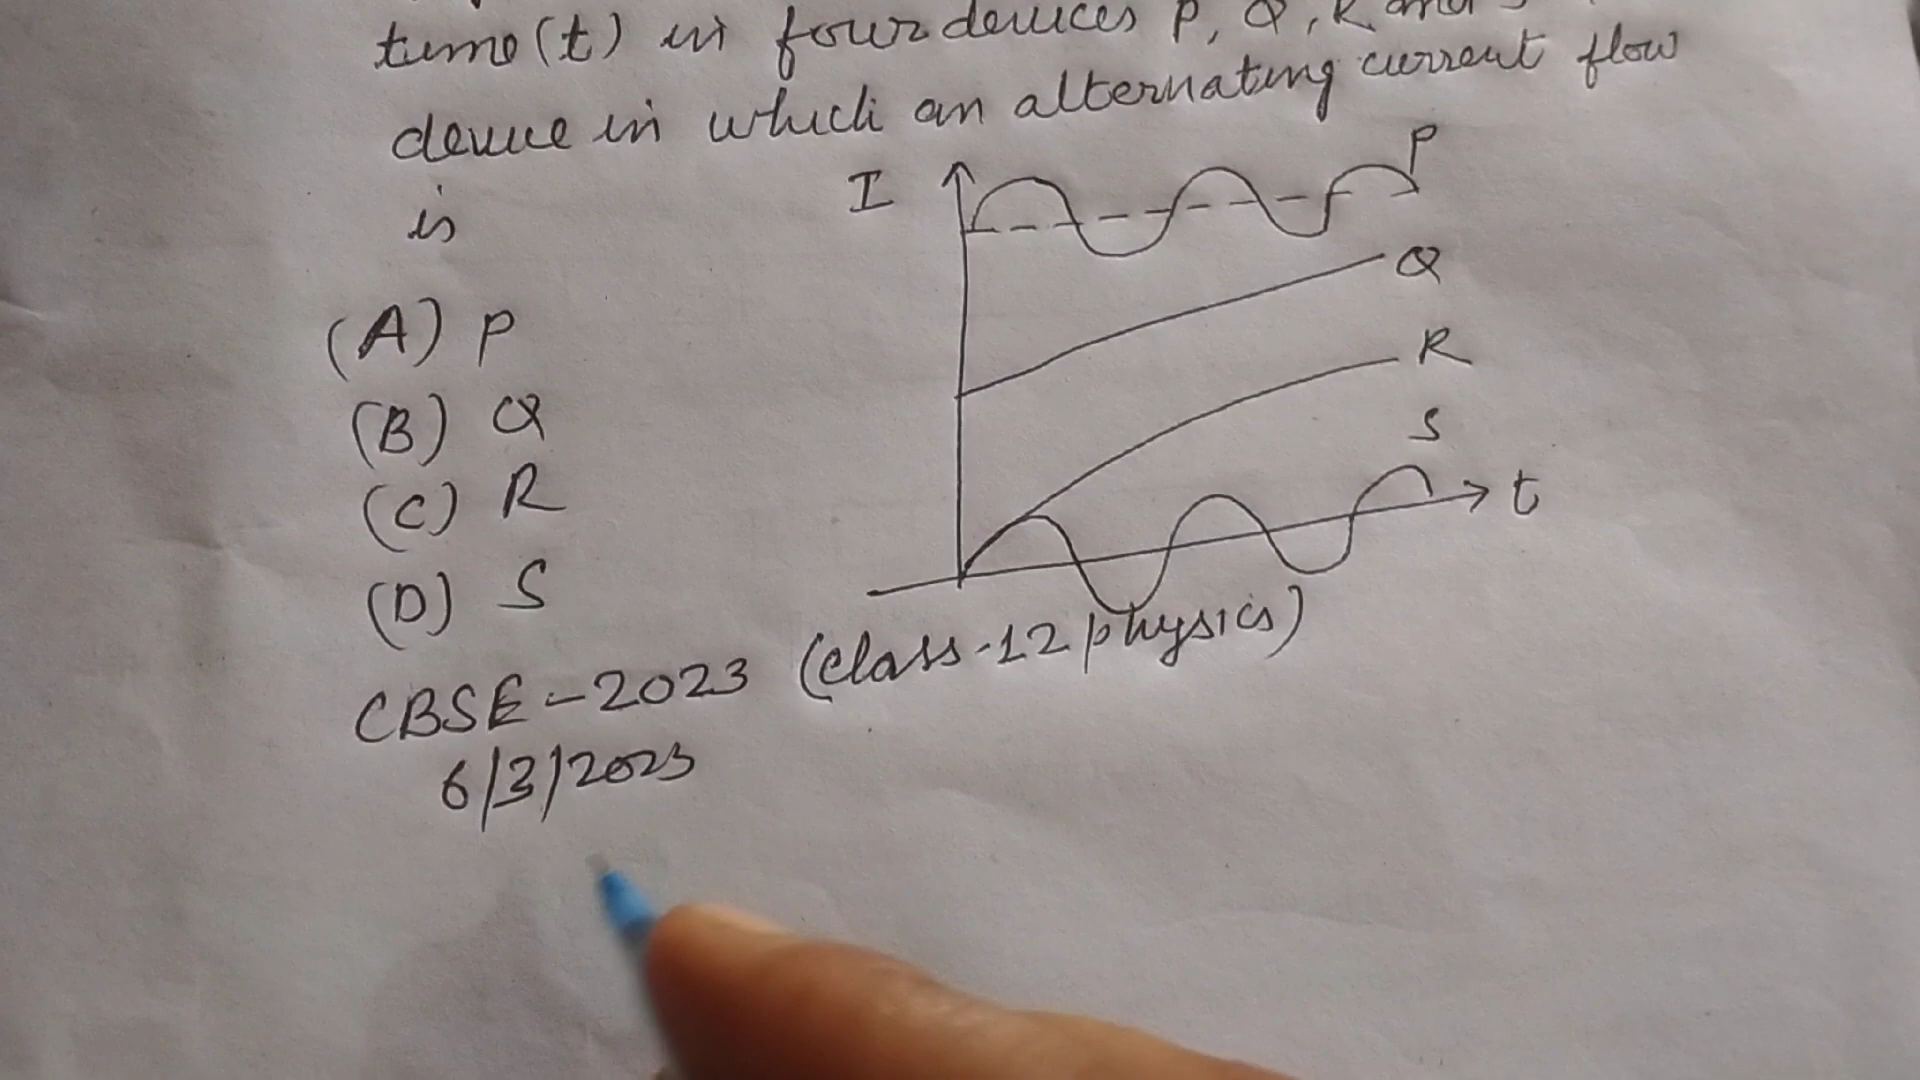 time(t) in four devices P, Q, R and S
device in which an alternating current flow
is
I
P
Q
R
S
t
(A) P
(B) Q
(C) R
(D) S
CBSE-2023 (class-12 physics)
6/3/2023